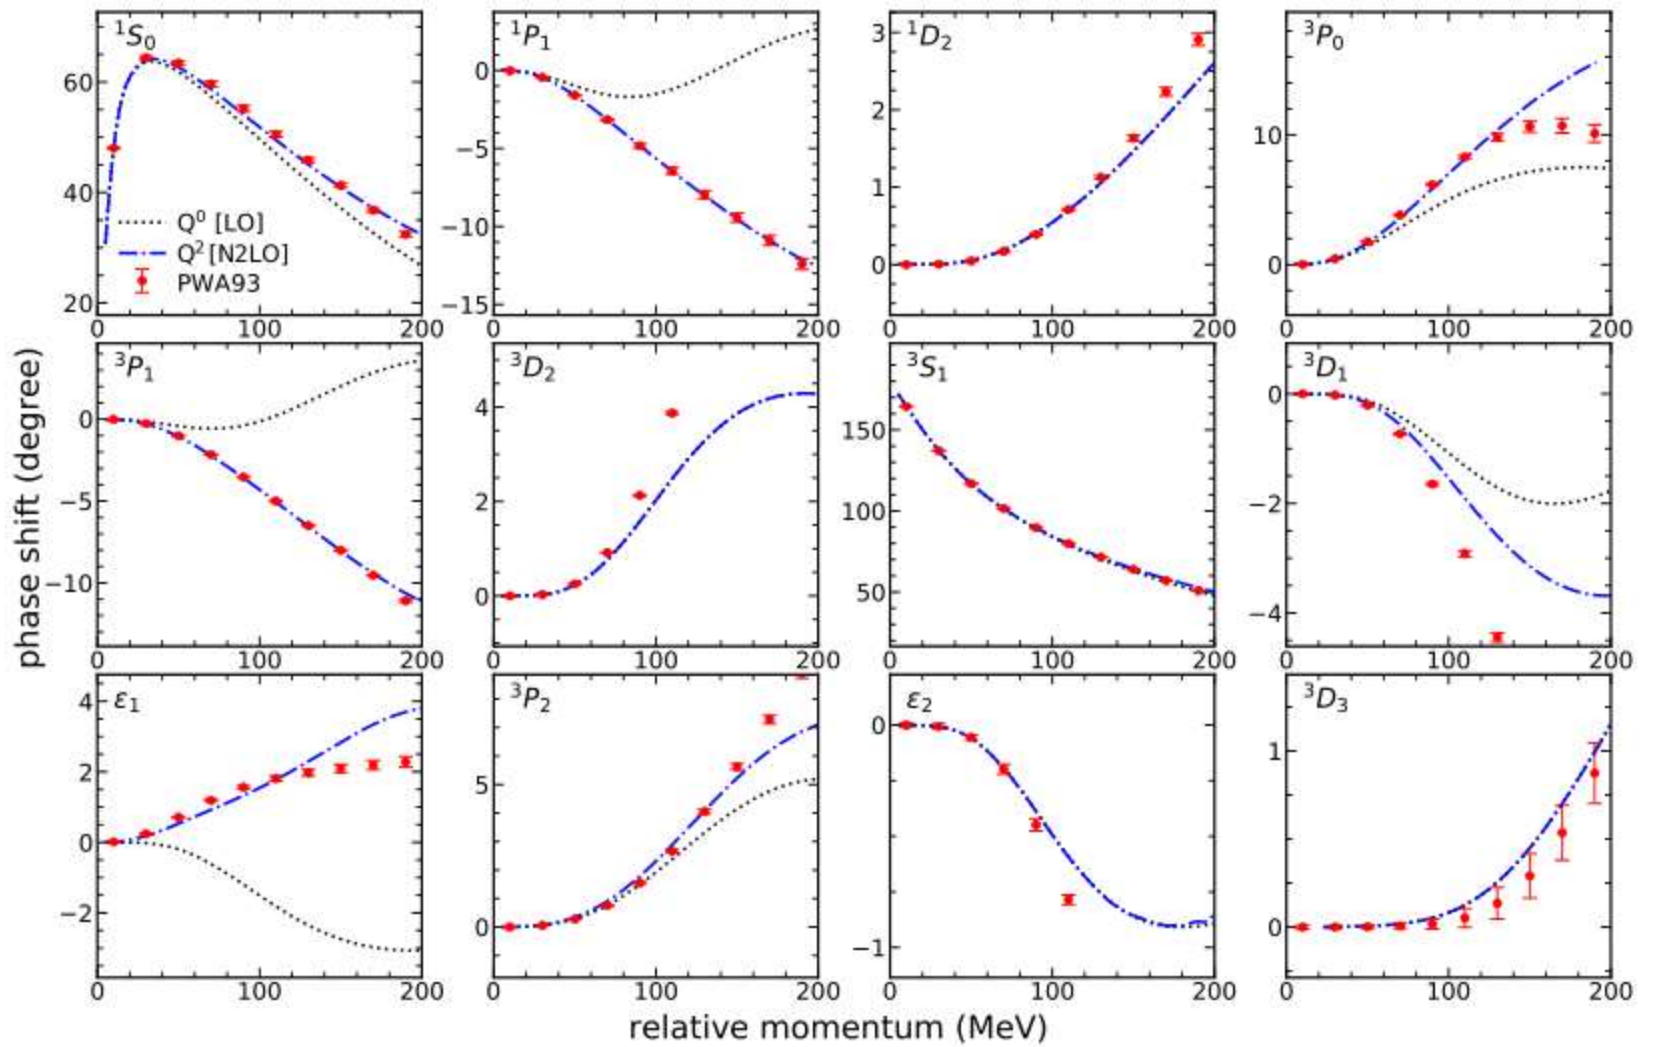 phase shift (degree)
¹S₀
60
40
20
Q⁰ [LO]
Q² [N2LO]
PWA93
0 100 200
¹P₁
0
−5
−10
−15
0 100 200
¹D₂
3
2
1
0
0 100 200
³P₀
10
0
0 100 200
³P₁
0
−5
−10
0 100 200
³D₂
4
2
0
0 100 200
³S₁
150
100
50
0 100 200
³D₁
0
−2
−4
0 100 200
ε₁
4
2
0
−2
0 100 200
³P₂
5
0
0 100 200
ε₂
0
−1
0 100 200
³D₃
1
0
0 100 200
relative momentum (MeV)